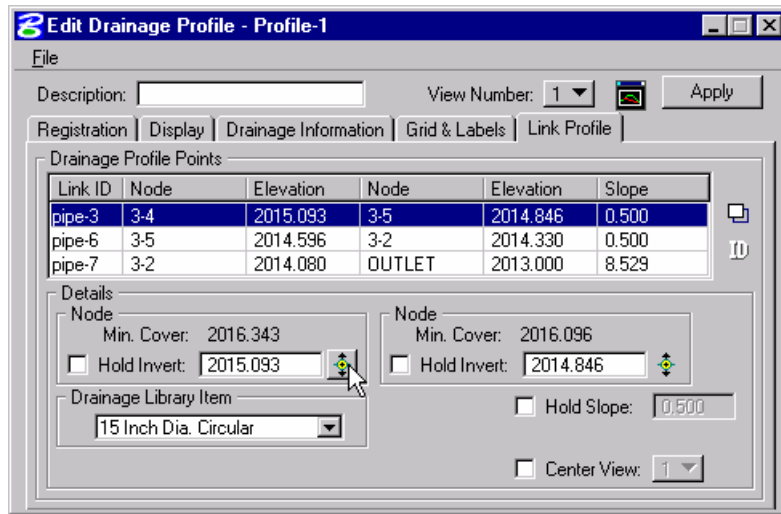 Edit Drainage Profile - Profile-1
File
Description: View Number: 1 Apply
Registration Display Drainage Information Grid & Labels Link Profile
Drainage Profile Points
Link ID Node Elevation Node Elevation Slope
pipe-3 3-4 2015.093 3-5 2014.846 0.500
pipe-6 3-5 2014.596 3-2 2014.330 0.500
pipe-7 3-2 2014.080 OUTLET 2013.000 8.529
ID
Details
Node Node
Min. Cover: 2016.343 Min. Cover: 2016.096
Hold Invert: 2015.093 Hold Invert: 2014.846
Drainage Library Item
15 Inch Dia. Circular Hold Slope: 0.500
Center View: 1